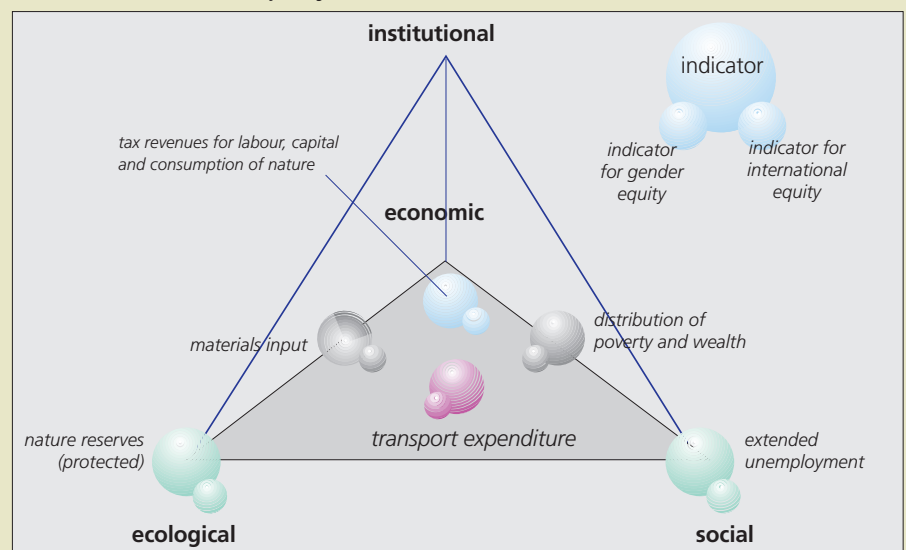 institutional
indicator
tax revenues for labour, capital
and consumption of nature
indicator
for gender
equity
indicator for
international
equity
economic
materials input
distribution of
poverty and wealth
nature reserves
(protected)
transport expenditure
extended
unemployment
ecological
social